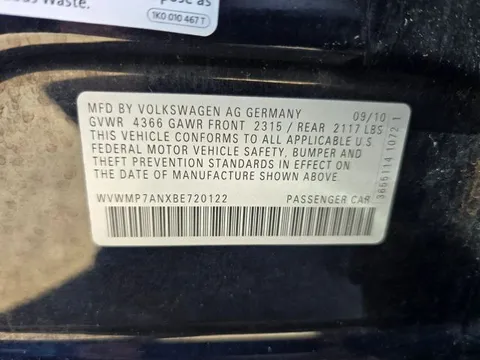 Waste.
1K0 010 467 T
MFD BY VOLKSWAGEN AG GERMANY 09/10
GVWR 4366 GAWR FRONT 2315 / REAR 2117 LBS
THIS VEHICLE CONFORMS TO ALL APPLICABLE U.S
FEDERAL MOTOR VEHICLE SAFETY, BUMPER AND
THEFT PREVENTION STANDARDS IN EFFECT ON
THE DATE OF MANUFACTURE SHOWN ABOVE.
WVWMP7ANXBE720122 PASSENGER CAR
3655114 1072 1